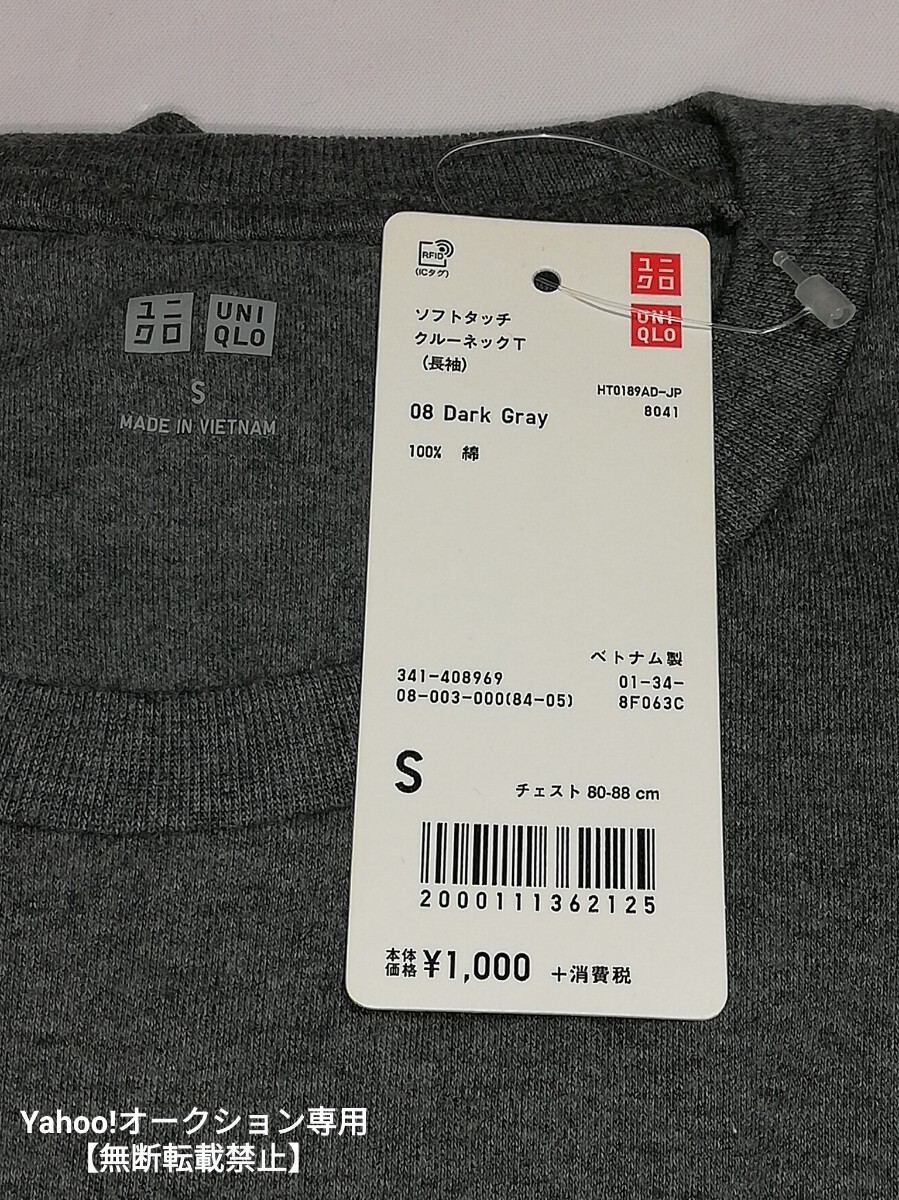 ユニ
クロ
UNI
QLO
S
MADE IN VIETNAM
RFID
(ICタグ)
ユニ
クロ
UNI
QLO
ソフトタッチ
クルーネックT
(長袖)
HT0189AD-JP
8041
08 Dark Gray
100% 綿
ベトナム製
341-408969
01-34-
08-003-000(84-05)
8F063C
S
チェスト 80-88 cm
2000111362125
本体
価格 ¥1,000 +消費税
Yahoo!オークション専用
【無断転載禁止】